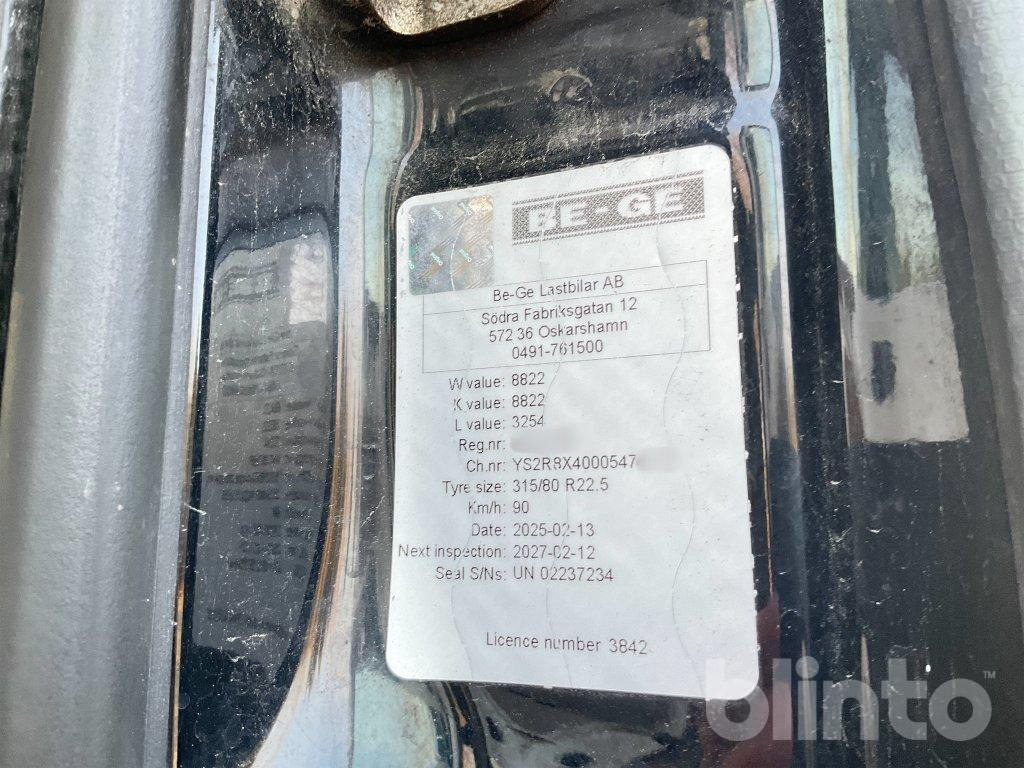 BE-GE
Be-Ge Lastbilar AB
Södra Fabriksgatan 12
572 36 Oskarshamn
0491-761500
W value: 8822
K value: 8822
L value: 3254
Reg.nr:
Ch.nr: YS2R8X4000547
Tyre size: 315/80 R22.5
Km/h: 90
Date: 2025-02-13
Next inspection: 2027-02-12
Seal S/Ns: UN 02237234
Licence number 3842
blinto™